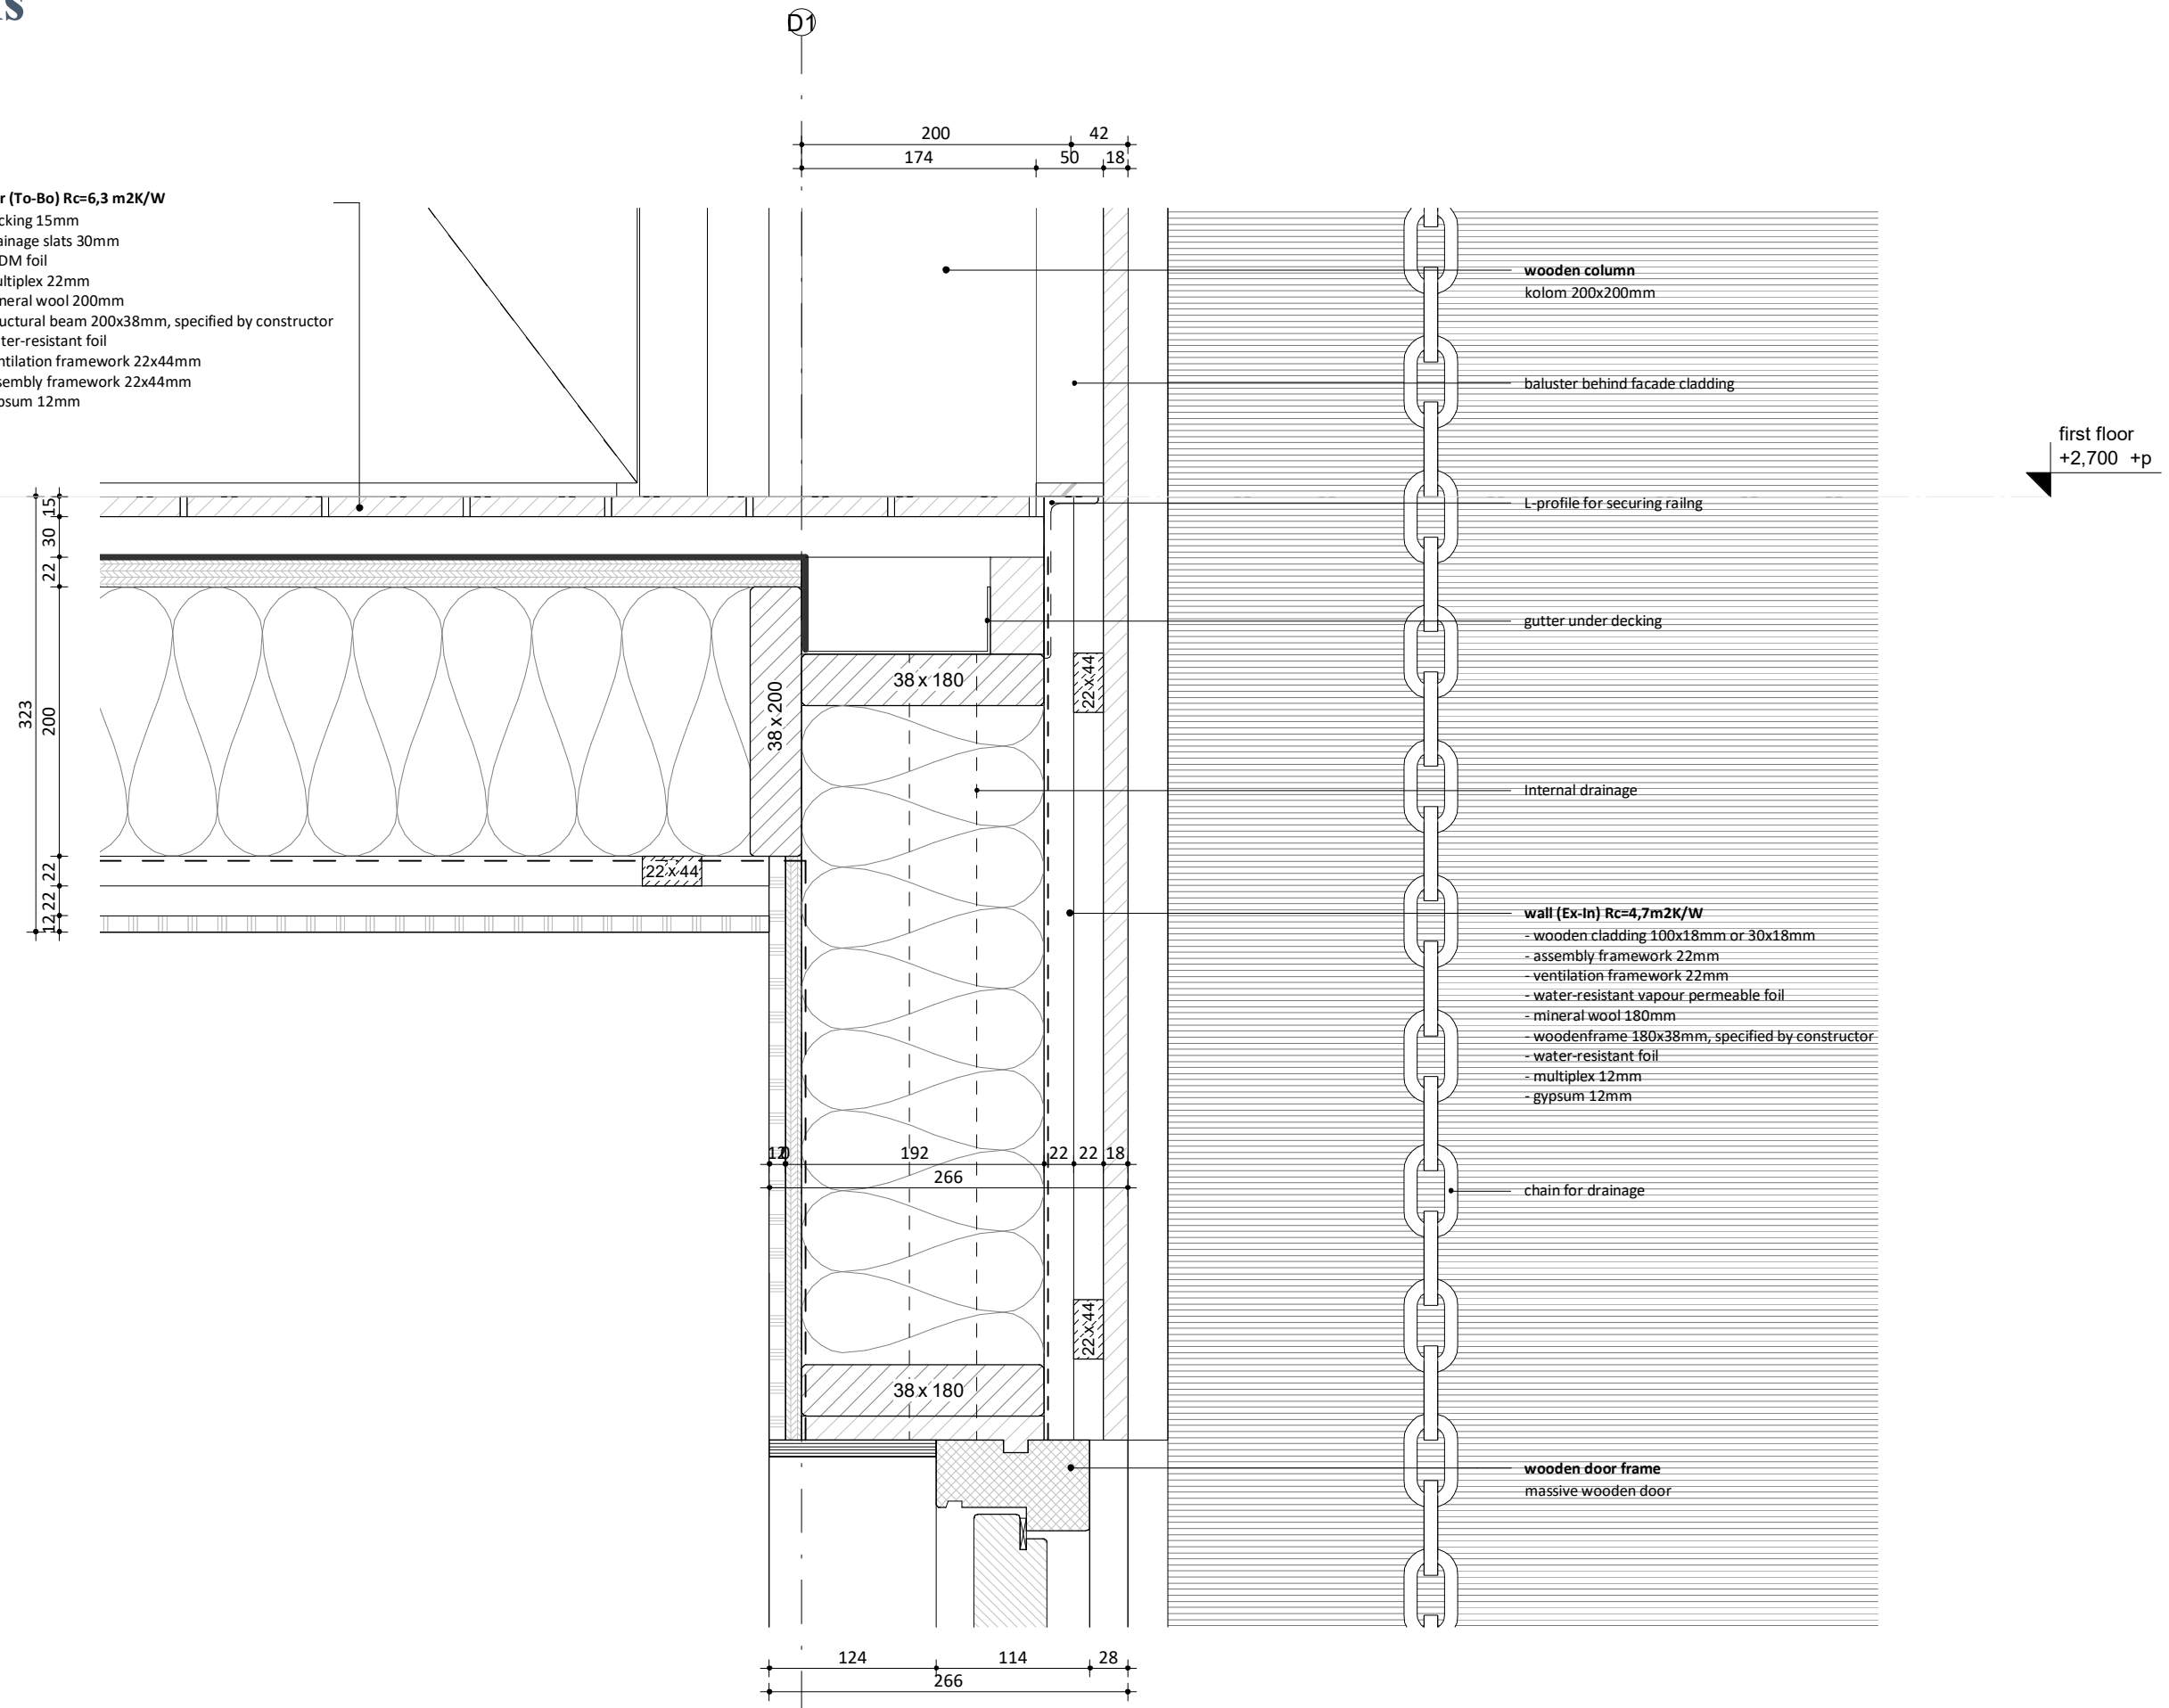 D1
200 42
174 50 18
r (To-Bo) Rc=6,3 m2K/W
cking 15mm
ainage slats 30mm
DM foil
ultiplex 22mm
neral wool 200mm
uctural beam 200x38mm, specified by constructor
ter-resistant foil
ntilation framework 22x44mm
sembly framework 22x44mm
psum 12mm
wooden column
kolom 200x200mm
baluster behind facade cladding
first floor
+2,700 +p
L-profile for securing railng
gutter under decking
15
30
22
200
22
22
12
323
38 x 200
38 x 180
22 x 44
22 x 44
Internal drainage
wall (Ex-In) Rc=4,7m2K/W
- wooden cladding 100x18mm or 30x18mm
- assembly framework 22mm
- ventilation framework 22mm
- water-resistant vapour permeable foil
- mineral wool 180mm
- woodenframe 180x38mm, specified by constructor
- water-resistant foil
- multiplex 12mm
- gypsum 12mm
192 22 22 18
266
chain for drainage
22 x 44
38 x 180
wooden door frame
massive wooden door
124 114 28
266